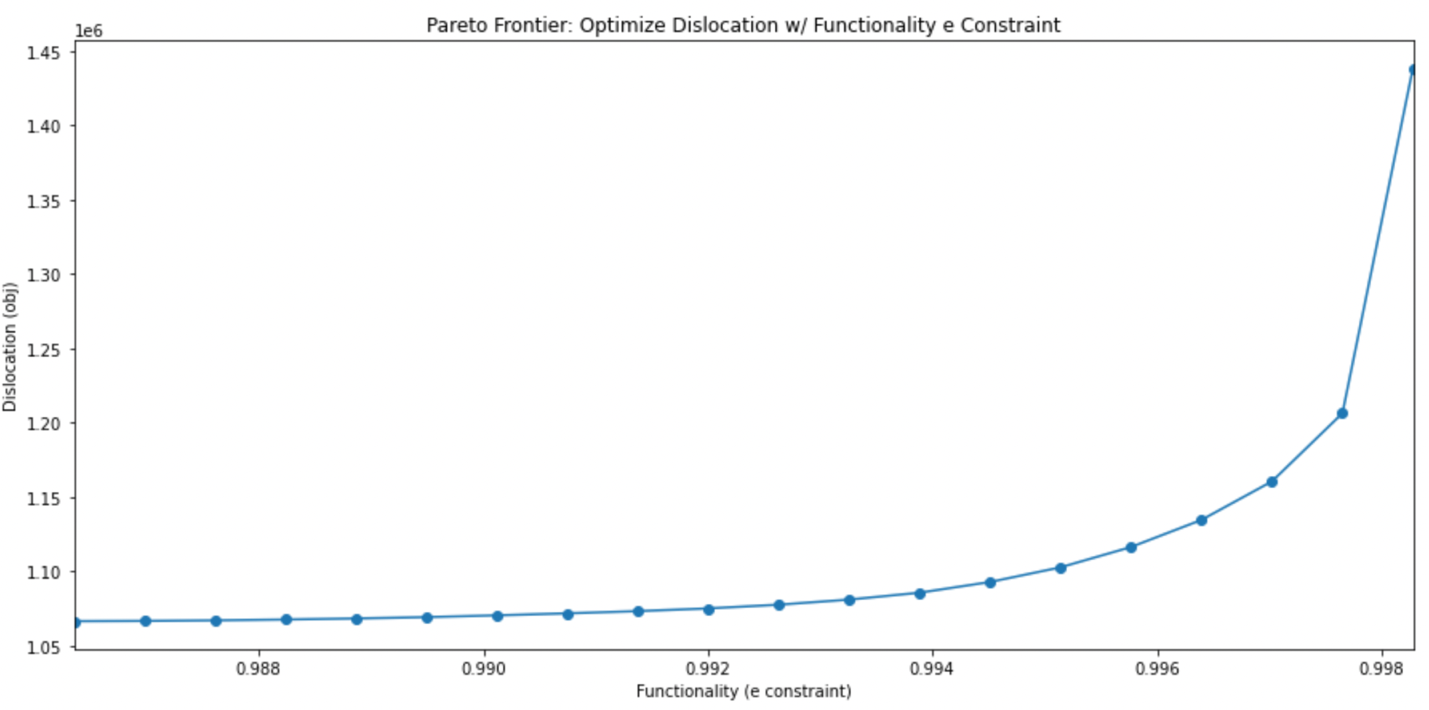 Pareto Frontier: Optimize Dislocation w/ Functionality e Constraint
1e6
1.45
1.40
1.35
1.30
1.25
1.20
1.15
1.10
1.05
Dislocation (obj)
0.988 0.990 0.992 0.994 0.996 0.998
Functionality (e constraint)